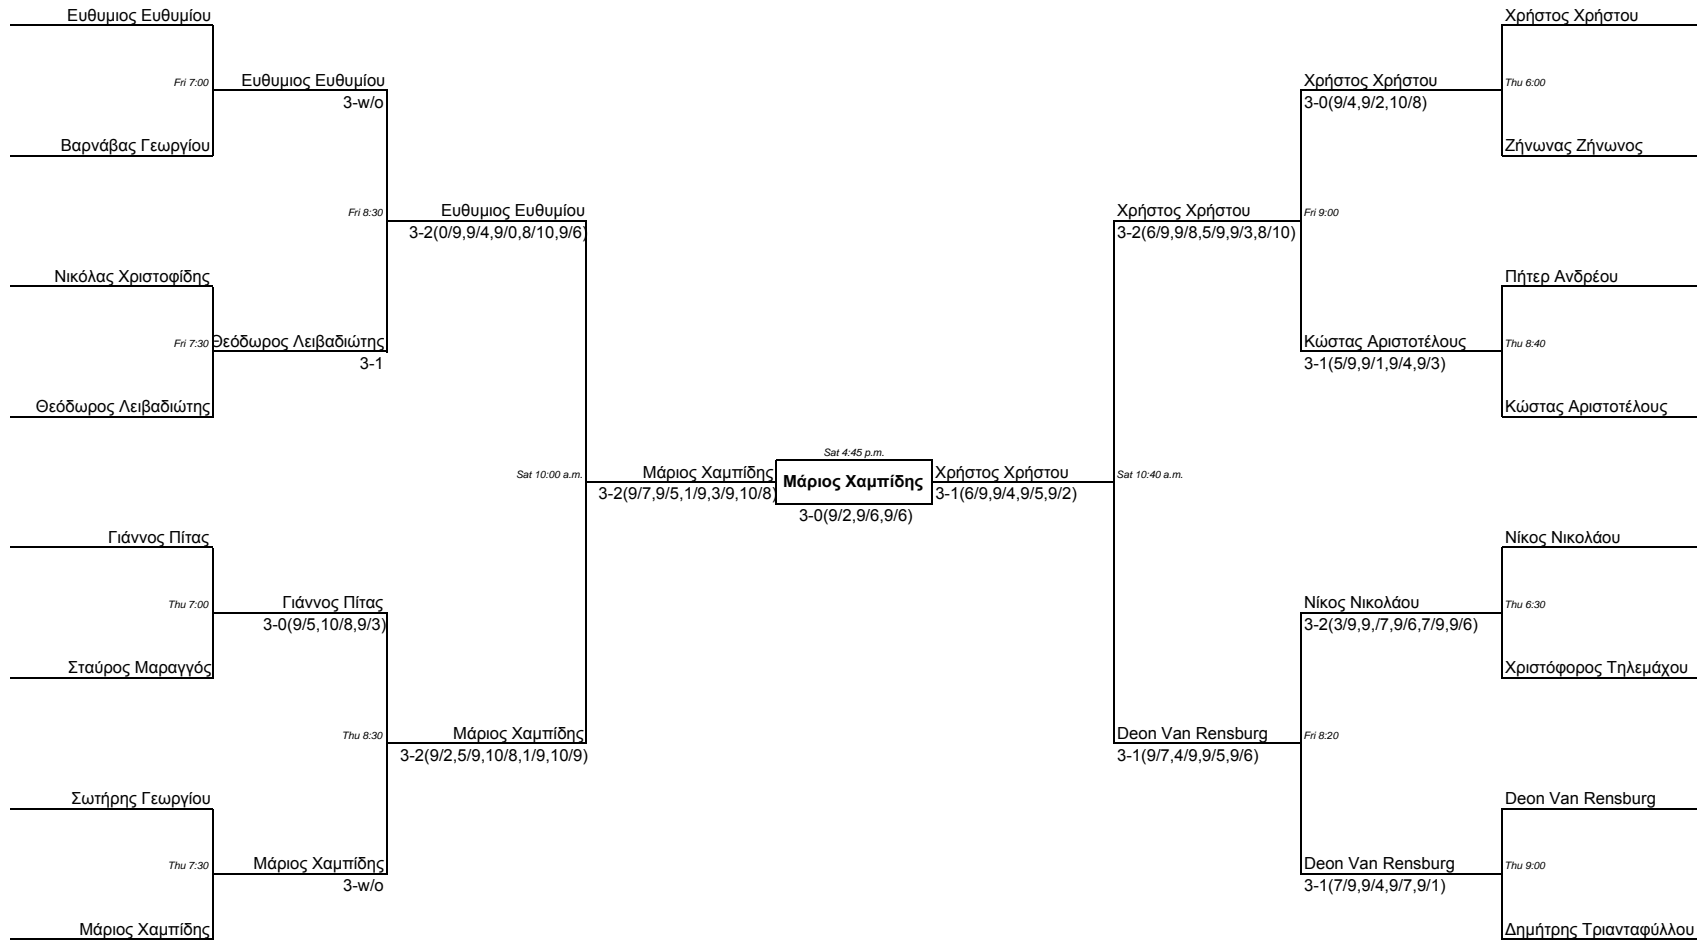 Ευθυμιος Ευθυμίου
Χρήστος Χρήστου
Fri 7:00
Ευθυμιος Ευθυμίου
Χρήστος Χρήστου
Thu 6:00
3-w/o
3-0(9/4,9/2,10/8)
Βαρνάβας Γεωργίου
Ζήνωνας Ζήνωνος
Fri 8:30
Ευθυμιος Ευθυμίου
Χρήστος Χρήστου
Fri 9:00
3-2(0/9,9/4,9/0,8/10,9/6)
3-2(6/9,9/8,5/9,9/3,8/10)
Νικόλας Χριστοφίδης
Πήτερ Ανδρέου
Fri 7:30
Θεόδωρος Λειβαδιώτης
Κώστας Αριστοτέλους
Thu 8:40
3-1
3-1(5/9,9/1,9/4,9/3)
Θεόδωρος Λειβαδιώτης
Κώστας Αριστοτέλους
Sat 4:45 p.m.
Sat 10:00 a.m.
Μάριος Χαμπίδης
Μάριος Χαμπίδης
Χρήστος Χρήστου
Sat 10:40 a.m.
3-2(9/7,9/5,1/9,3/9,10/8)
3-1(6/9,9/4,9/5,9/2)
3-0(9/2,9/6,9/6)
Γιάννος Πίτας
Νίκος Νικολάου
Thu 7:00
Γιάννος Πίτας
Νίκος Νικολάου
Thu 6:30
3-0(9/5,10/8,9/3)
3-2(3/9,9,/7,9/6,7/9,9/6)
Σταύρος Μαραγγός
Χριστόφορος Τηλεμάχου
Thu 8:30
Μάριος Χαμπίδης
Deon Van Rensburg
Fri 8:20
3-2(9/2,5/9,10/8,1/9,10/9)
3-1(9/7,4/9,9/5,9/6)
Σωτήρης Γεωργίου
Deon Van Rensburg
Thu 7:30
Μάριος Χαμπίδης
Deon Van Rensburg
Thu 9:00
3-w/o
3-1(7/9,9/4,9/7,9/1)
Μάριος Χαμπίδης
Δημήτρης Τριανταφύλλου